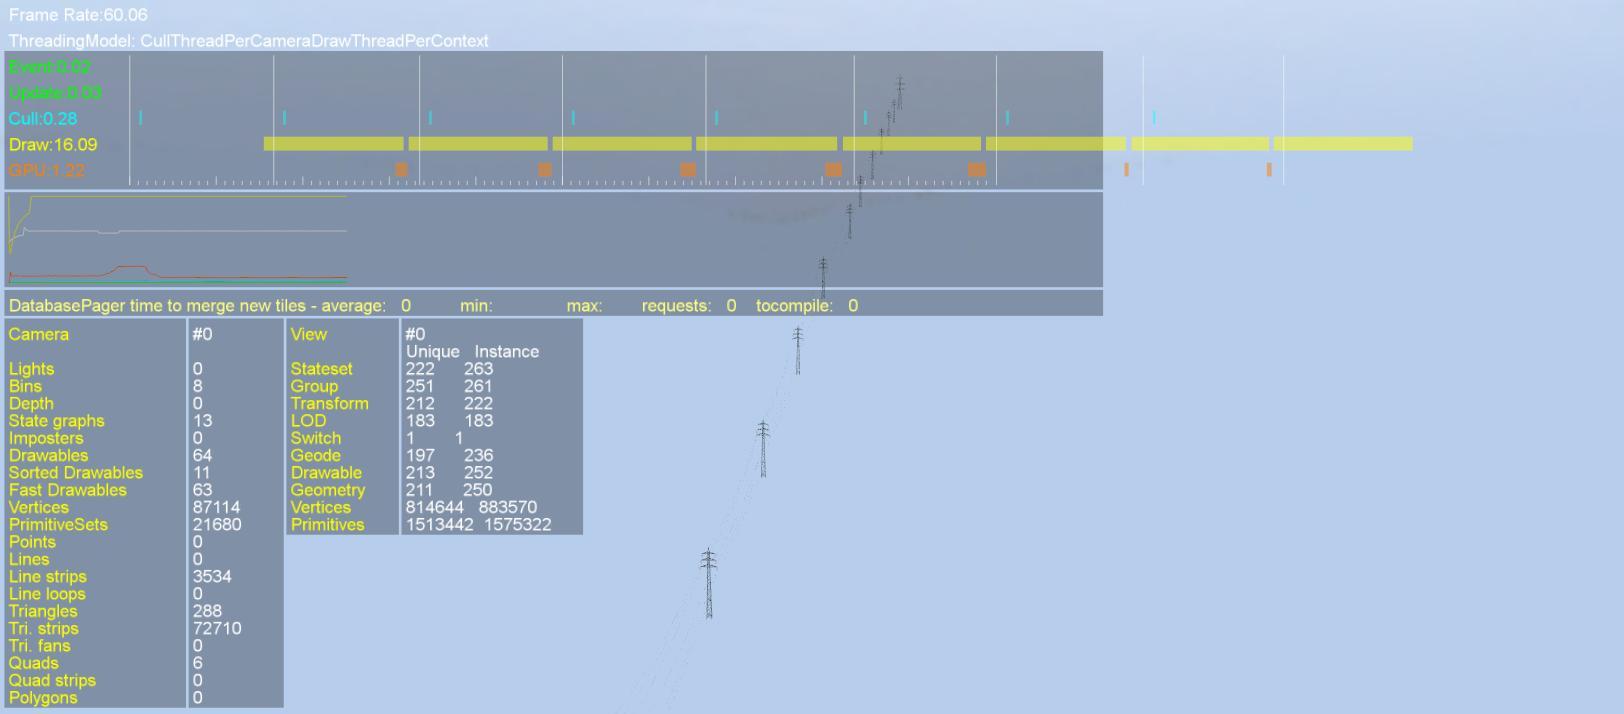 Frame Rate:60.06
ThreadingModel: CullThreadPerCameraDrawThreadPerContext
Event:0.02
Update:0.03
Cull:0.28
Draw:16.09
GPU:1.22
DatabasePager time to merge new tiles - average: 0 min: max: requests: 0 tocompile: 0
Camera #0 View #0
Unique Instance
Lights 0 Stateset 222 263
Bins 8 Group 251 261
Depth 0 Transform 212 222
State graphs 13 LOD 183 183
Imposters 0 Switch 1 1
Drawables 64 Geode 197 236
Sorted Drawables 11 Drawable 213 252
Fast Drawables 63 Geometry 211 250
Vertices 87114 Vertices 814644 883570
PrimitiveSets 21680 Primitives 1513442 1575322
Points 0
Lines 0
Line strips 3534
Line loops 0
Triangles 288
Tri. strips 72710
Tri. fans 0
Quads 6
Quad strips 0
Polygons 0